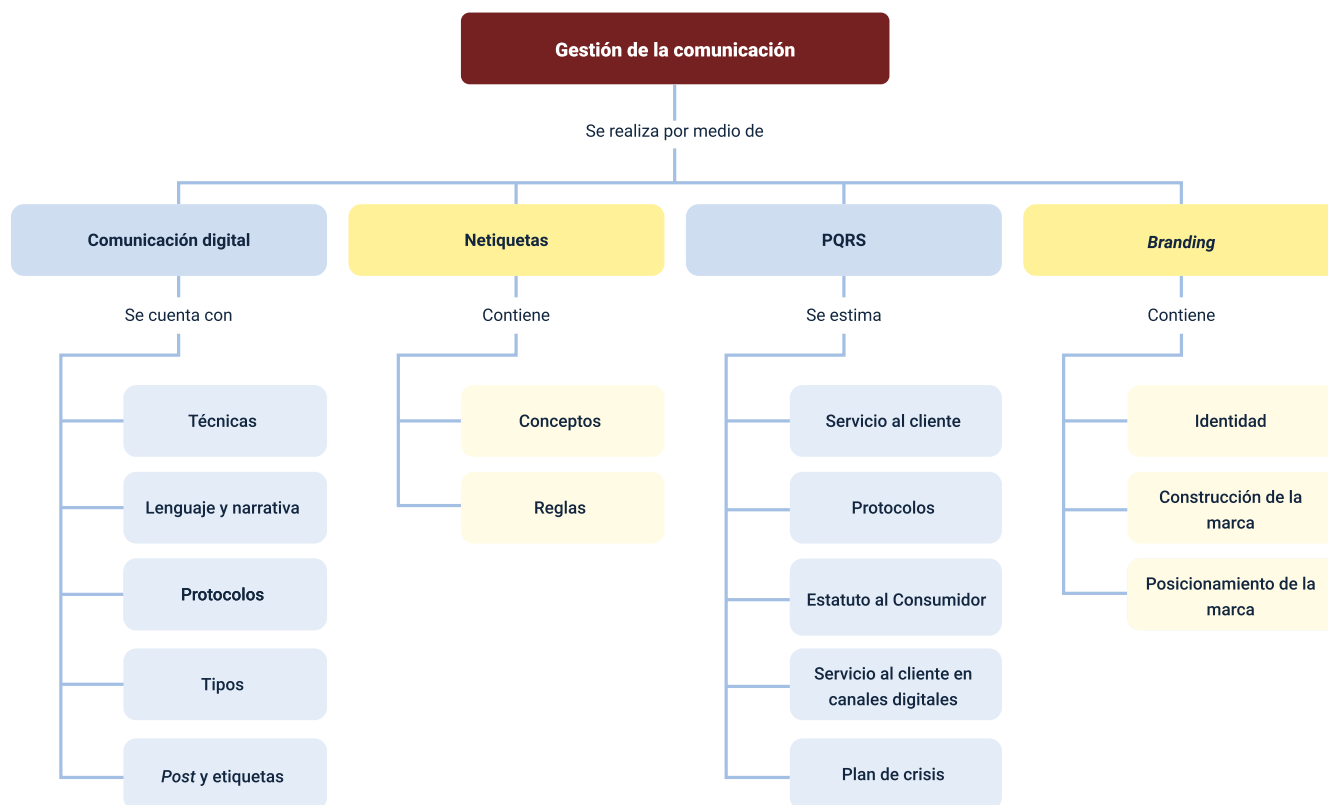 Gestión de la comunicación
Se realiza por medio de
Comunicación digital
Netiquetas
PQRS
Branding
Se cuenta con
Contiene
Se estima
Contiene
Técnicas
Lenguaje y narrativa
Protocolos
Tipos
Post y etiquetas
Conceptos
Reglas
Servicio al cliente
Protocolos
Estatuto al Consumidor
Servicio al cliente en
canales digitales
Plan de crisis
Identidad
Construcción de la
marca
Posicionamiento de la
marca